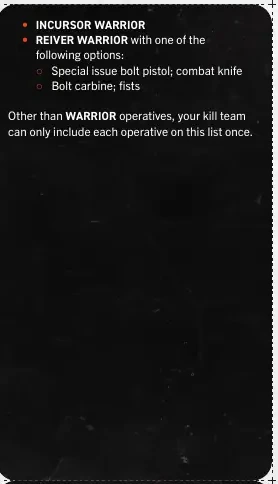 • INCURSOR WARRIOR
• REIVER WARRIOR with one of the
following options:
○ Special issue bolt pistol; combat knife
○ Bolt carbine; fists
Other than WARRIOR operatives, your kill team
can only include each operative on this list once.